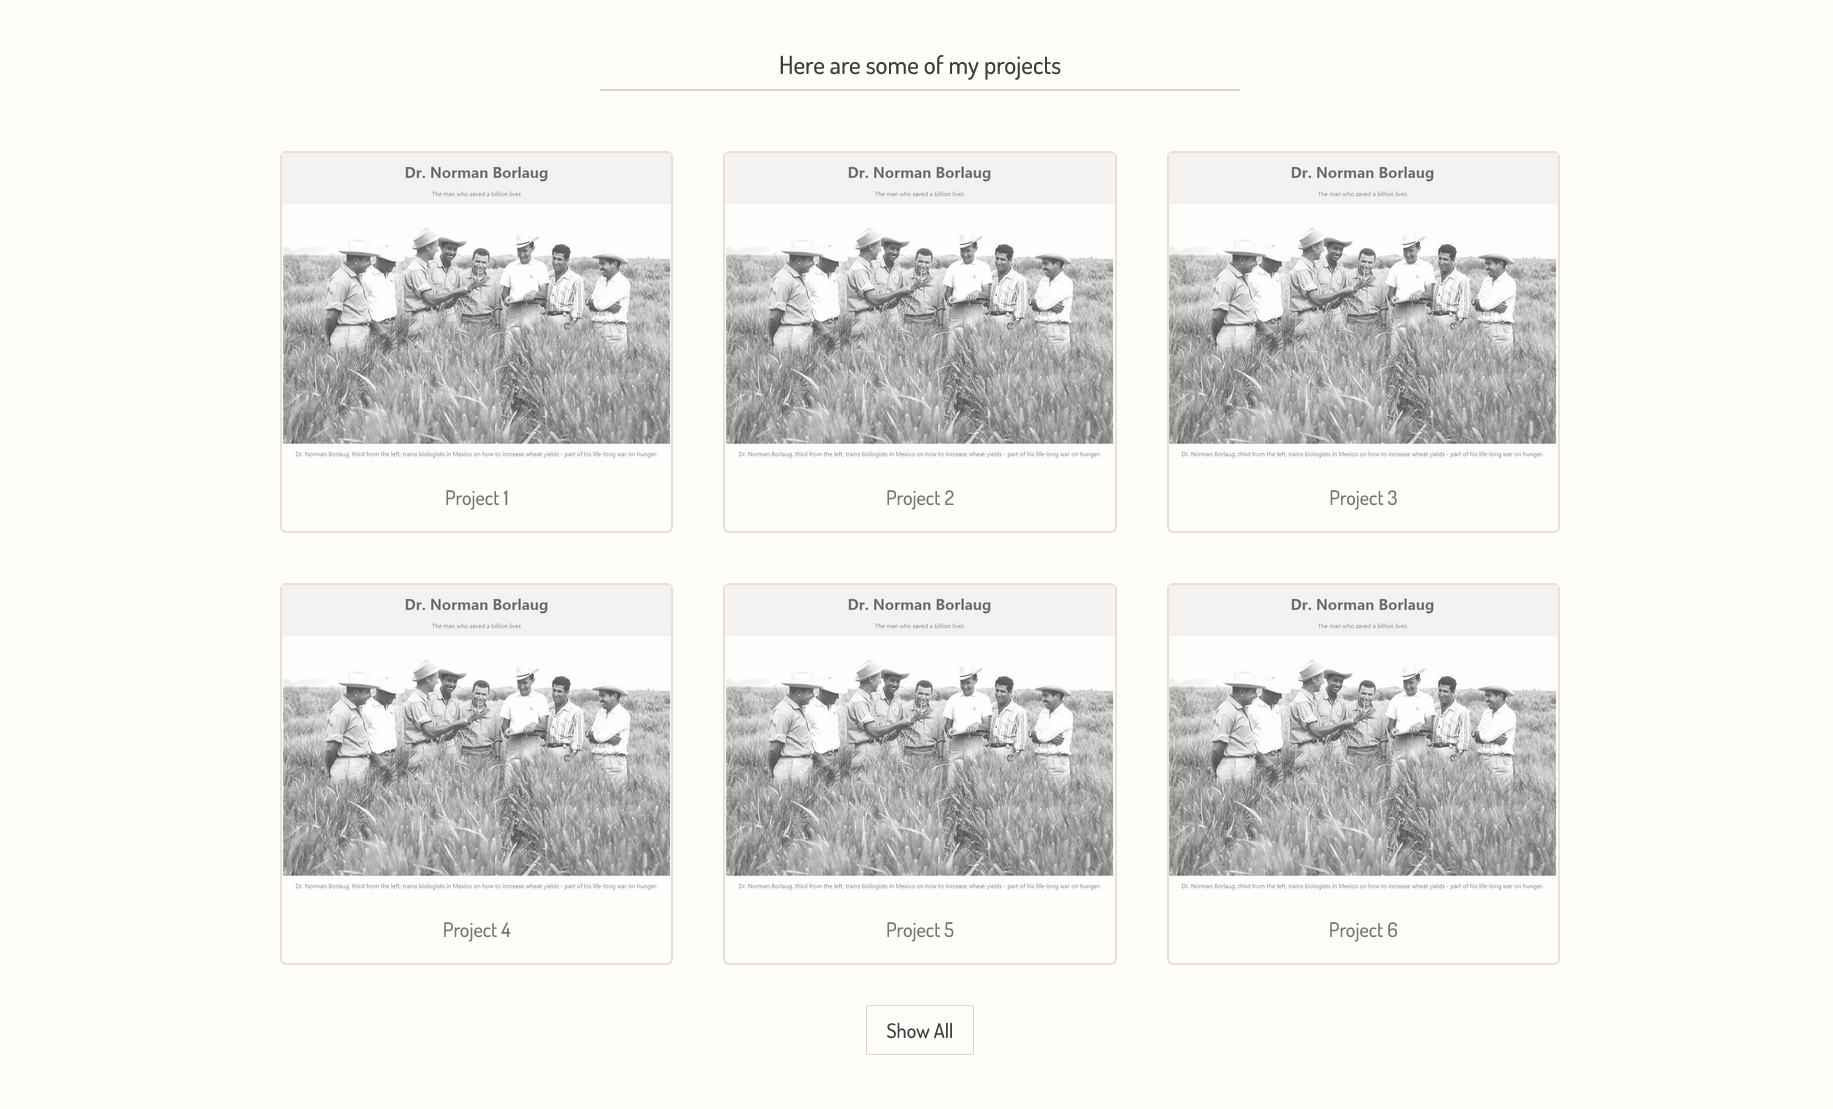 Here are some of my projects
Dr. Norman Borlaug
The man who saved a billion lives
Dr. Norman Borlaug, third from the left, trains biologists in Mexico on how to increase wheat yields - part of his life-long war on hunger.
Project 1
Dr. Norman Borlaug
The man who saved a billion lives
Dr. Norman Borlaug, third from the left, trains biologists in Mexico on how to increase wheat yields - part of his life-long war on hunger.
Project 2
Dr. Norman Borlaug
The man who saved a billion lives
Dr. Norman Borlaug, third from the left, trains biologists in Mexico on how to increase wheat yields - part of his life-long war on hunger.
Project 3
Dr. Norman Borlaug
The man who saved a billion lives
Dr. Norman Borlaug, third from the left, trains biologists in Mexico on how to increase wheat yields - part of his life-long war on hunger.
Project 4
Dr. Norman Borlaug
The man who saved a billion lives
Dr. Norman Borlaug, third from the left, trains biologists in Mexico on how to increase wheat yields - part of his life-long war on hunger.
Project 5
Dr. Norman Borlaug
The man who saved a billion lives
Dr. Norman Borlaug, third from the left, trains biologists in Mexico on how to increase wheat yields - part of his life-long war on hunger.
Project 6
Show All